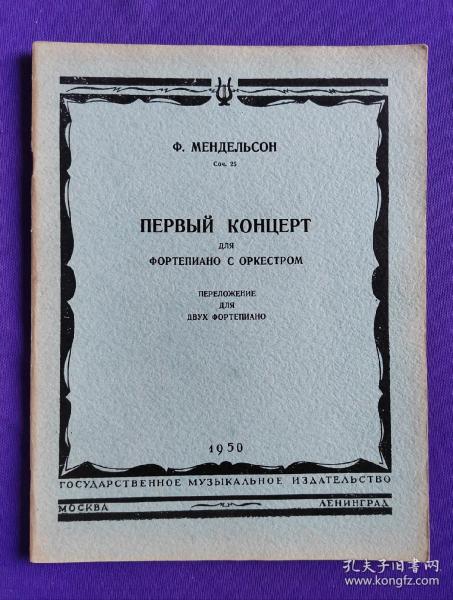 Ф. МЕНДЕЛЬСОН
Соч. 25
ПЕРВЫЙ КОНЦЕРТ
ДЛЯ
ФОРТЕПИАНО С ОРКЕСТРОМ
ПЕРЕЛОЖЕНИЕ
ДЛЯ
ДВУХ ФОРТЕПИАНО
1950
ГОСУДАРСТВЕННОЕ МУЗЫКАЛЬНОЕ ИЗДАТЕЛЬСТВО
МОСКВА ЛЕНИНГРАД
孔夫子旧书网
www.kongfz.com